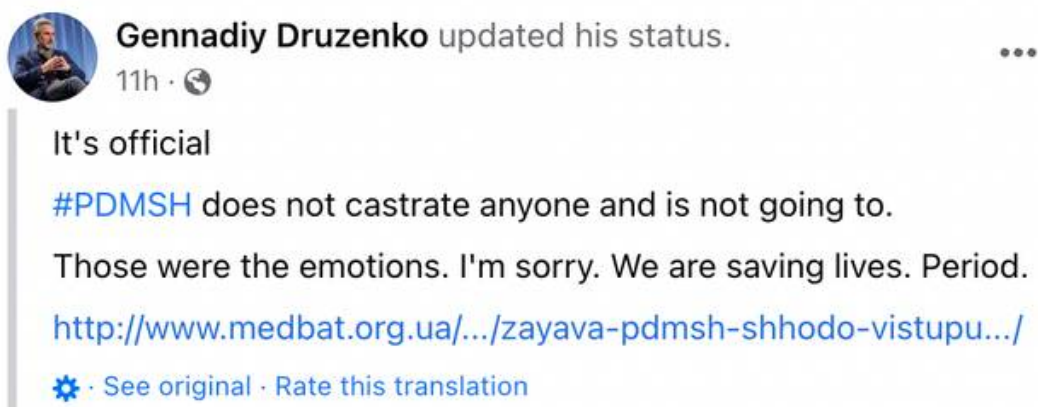 Gennadiy Druzenko updated his status.
11h ·
It's official
#PDMSH does not castrate anyone and is not going to.
Those were the emotions. I'm sorry. We are saving lives. Period.
http://www.medbat.org.ua/.../zayava-pdmsh-shhodo-vistupu.../
· See original · Rate this translation